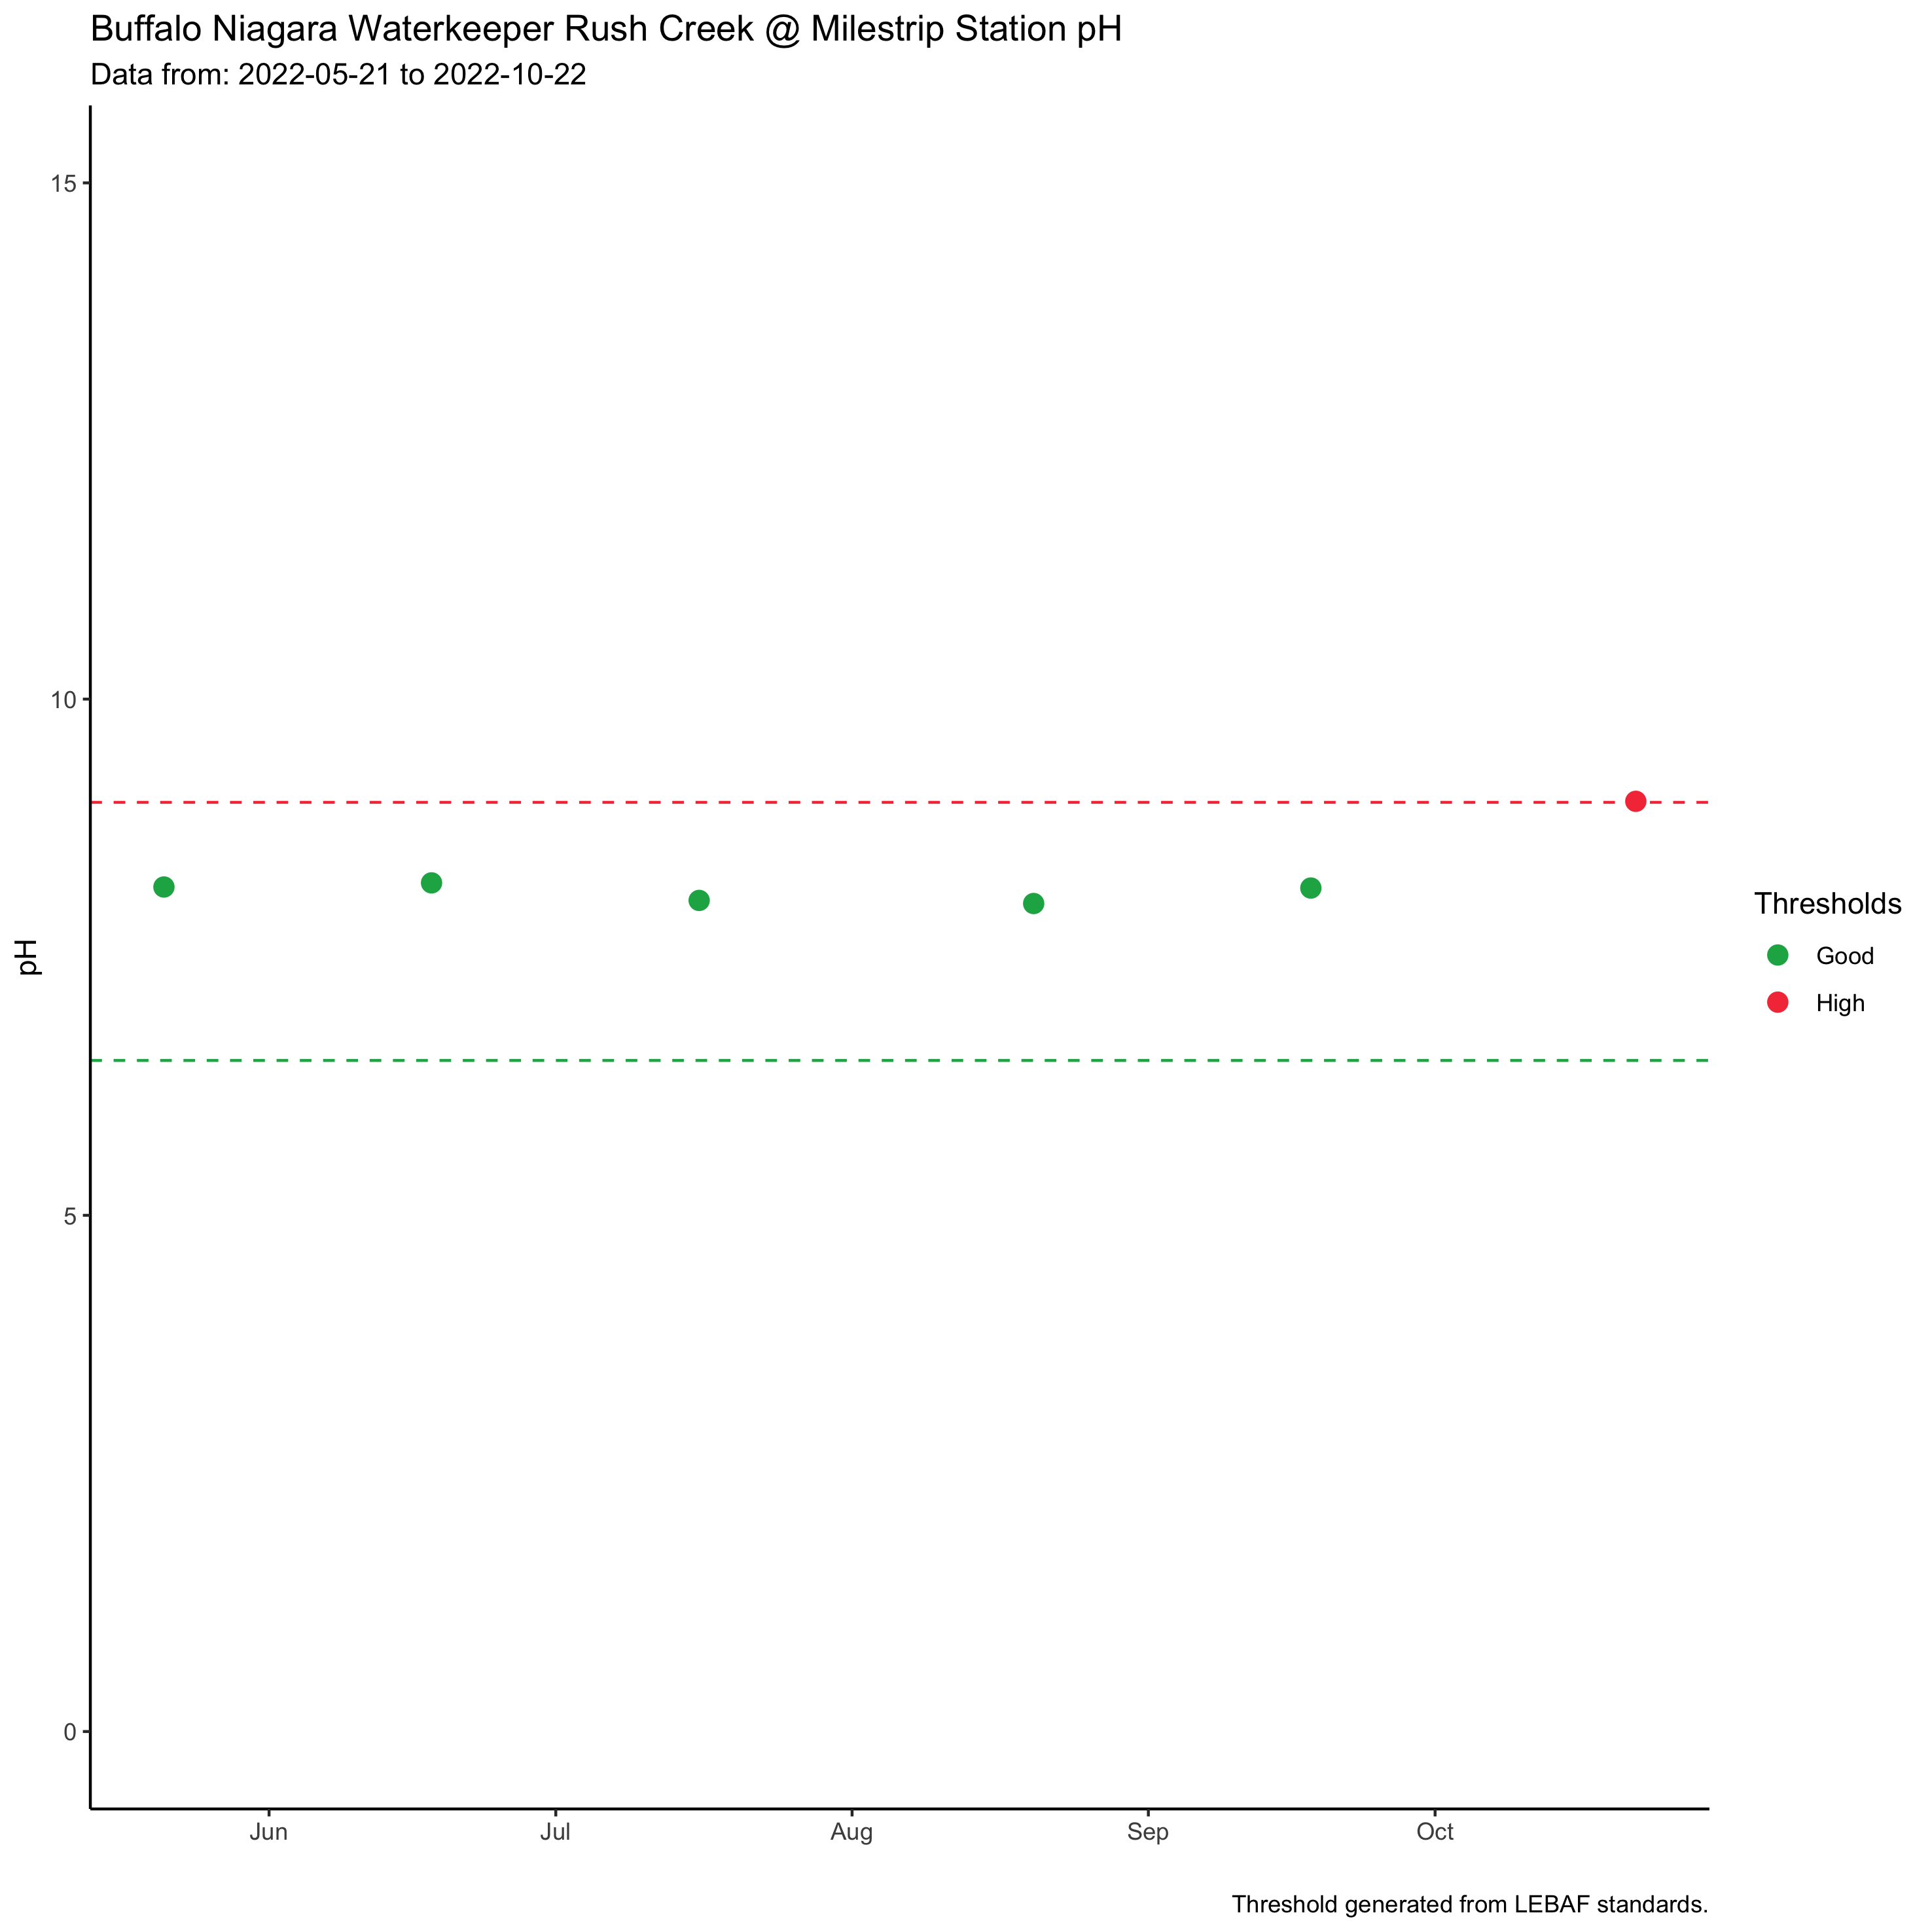 Buffalo Niagara Waterkeeper Rush Creek @ Milestrip Station pH
Data from: 2022-05-21 to 2022-10-22
15
10
5
0
pH
Jun Jul Aug Sep Oct
Thresholds
Good
High
Threshold generated from LEBAF standards.